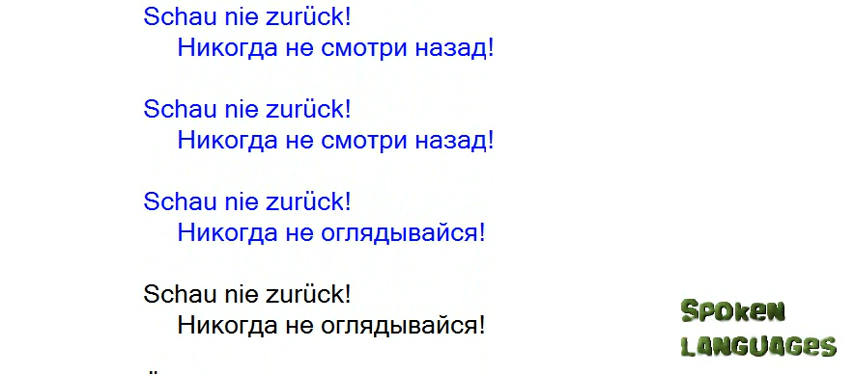 Schau nie zurück!
Никогда не смотри назад!
Schau nie zurück!
Никогда не смотри назад!
Schau nie zurück!
Никогда не оглядывайся!
Schau nie zurück!
Никогда не оглядывайся!
Spoken
Languages